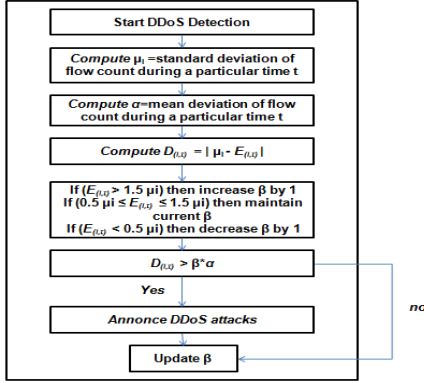 Start DDoS Detection
Compute μᵢ =standard deviation of
flow count during a particular time t
Compute α=mean deviation of flow
count during a particular time t
Compute D(i,t) = | μᵢ - E(i,t) |
If (E(i,t) > 1.5 μi) then increase β by 1
If (0.5 μi ≤ E(i,t) ≤ 1.5 μi) then maintain
current β
If (E(i,t) < 0.5 μi) then decrease β by 1
D(i,t) > β*α
Yes
no
Annonce DDoS attacks
Update β